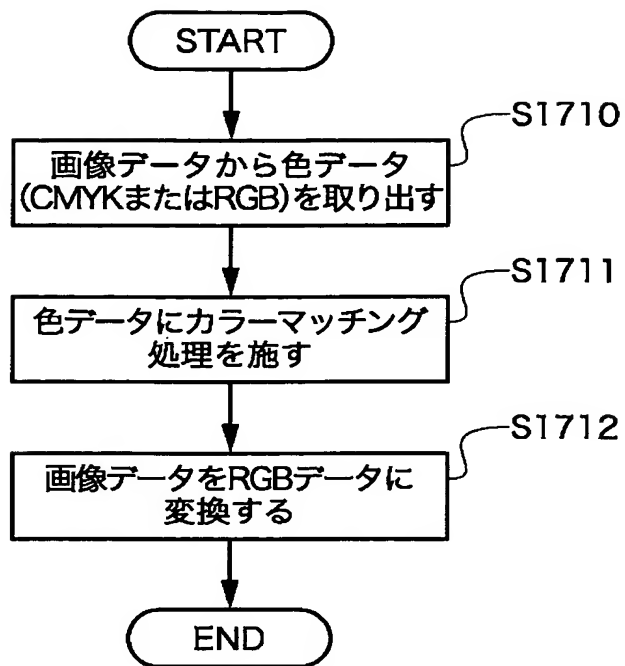 START
S1710
画像データから色データ
(CMYKまたはRGB)を取り出す
S1711
色データにカラーマッチング
処理を施す
S1712
画像データをRGBデータに
変換する
END